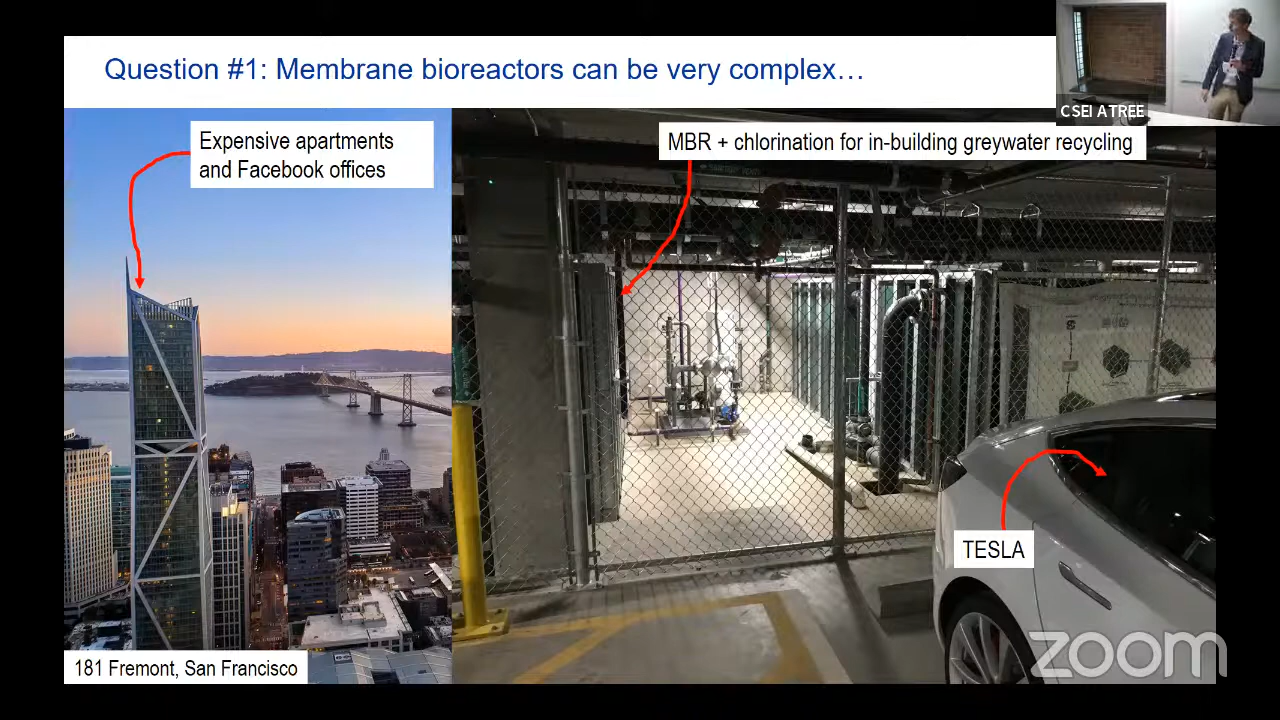 Question #1: Membrane bioreactors can be very complex…
CSEI ATREE
Expensive apartments
and Facebook offices
MBR + chlorination for in-building greywater recycling
TESLA
181 Fremont, San Francisco
zoom